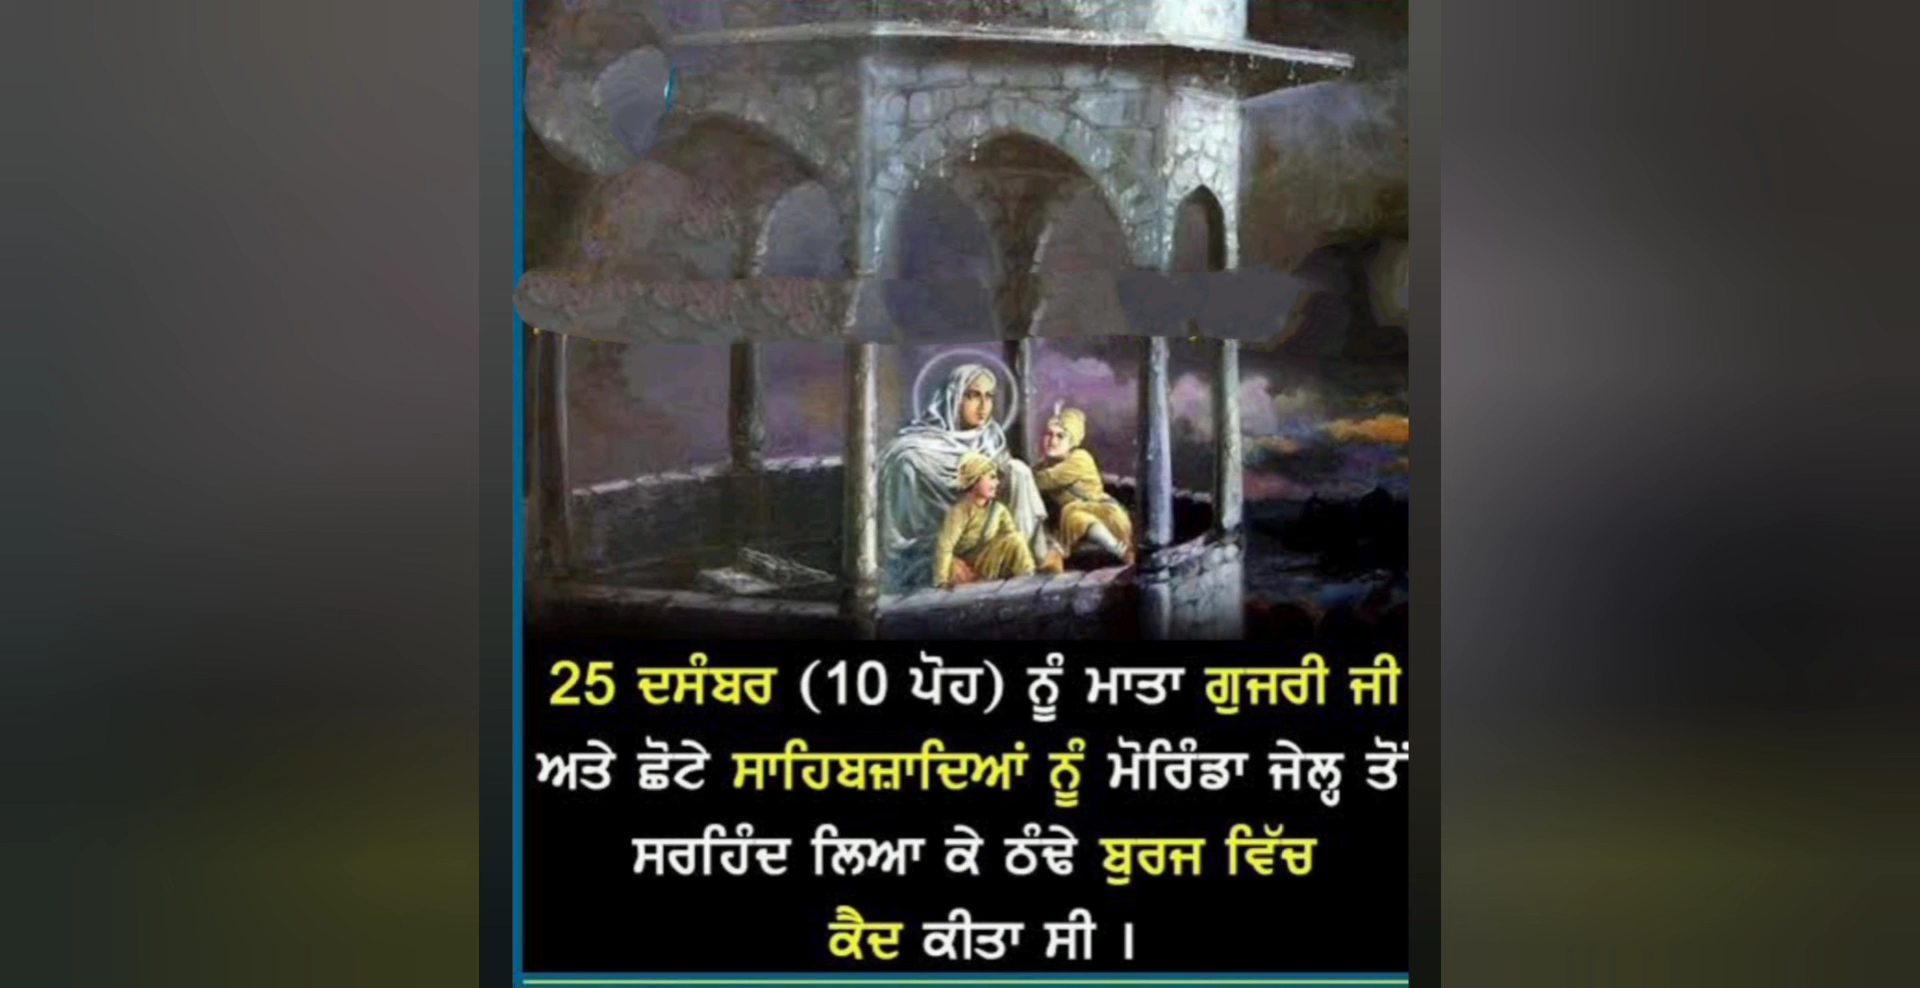 25 ਦਸੰਬਰ (10 ਪੋਹ) ਨੂੰ ਮਾਤਾ ਗੁਜਰੀ ਜੀ
ਅਤੇ ਛੋਟੇ ਸਾਹਿਬਜ਼ਾਦਿਆਂ ਨੂੰ ਮੋਰਿੰਡਾ ਜੇਲ੍ਹ ਤੋਂ
ਸਰਹਿੰਦ ਲਿਆ ਕੇ ਠੰਢੇ ਬੁਰਜ ਵਿੱਚ
ਕੈਦ ਕੀਤਾ ਸੀ ।